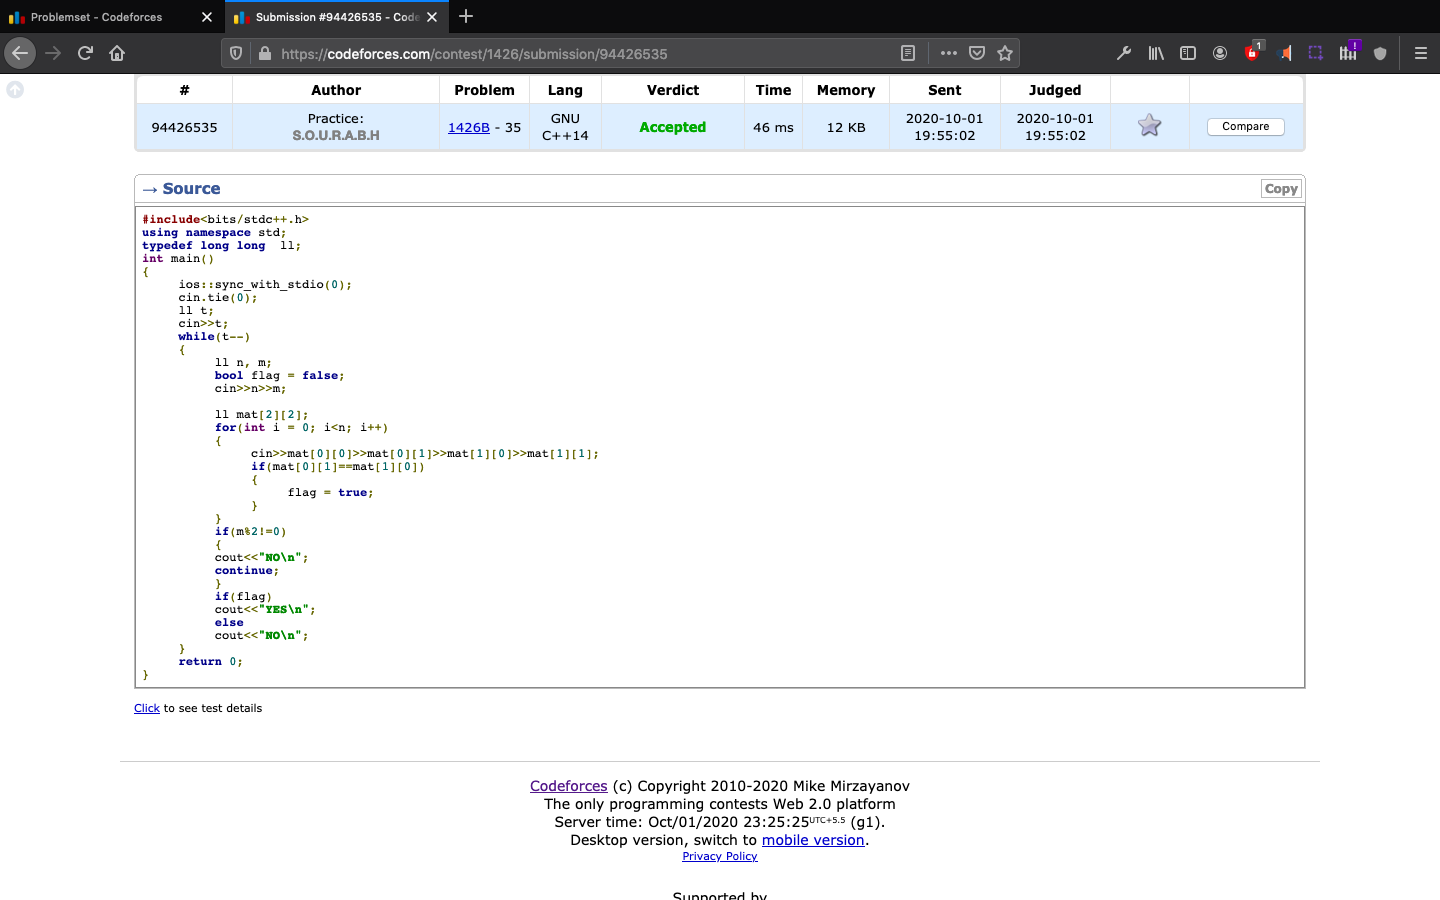 Problemset - Codeforces
Submission #94426535 - Code
https://codeforces.com/contest/1426/submission/94426535
1
!
# Author Problem Lang Verdict Time Memory Sent Judged
94426535 Practice: S.O.U.R.A.B.H 1426B - 35 GNU C++14 Accepted 46 ms 12 KB 2020-10-01 19:55:02 2020-10-01 19:55:02 Compare
→ Source
Copy
#include<bits/stdc++.h>
using namespace std;
typedef long long  ll;
int main()
{
     ios::sync_with_stdio(0);
     cin.tie(0);
     ll t;
     cin>>t;
     while(t--)
     {
          ll n, m;
          bool flag = false;
          cin>>n>>m;
          ll mat[2][2];
          for(int i = 0; i<n; i++)
          {
               cin>>mat[0][0]>>mat[0][1]>>mat[1][0]>>mat[1][1];
               if(mat[0][1]==mat[1][0])
               {
                    flag = true;
               }
          }
          if(m%2!=0)
          {
          cout<<"NO\n";
          continue;
          }
          if(flag)
          cout<<"YES\n";
          else
          cout<<"NO\n";
     }
     return 0;
}
Click to see test details
Codeforces (c) Copyright 2010-2020 Mike Mirzayanov
The only programming contests Web 2.0 platform
Server time: Oct/01/2020 23:25:25UTC+5.5 (g1).
Desktop version, switch to mobile version.
Privacy Policy
Supported by